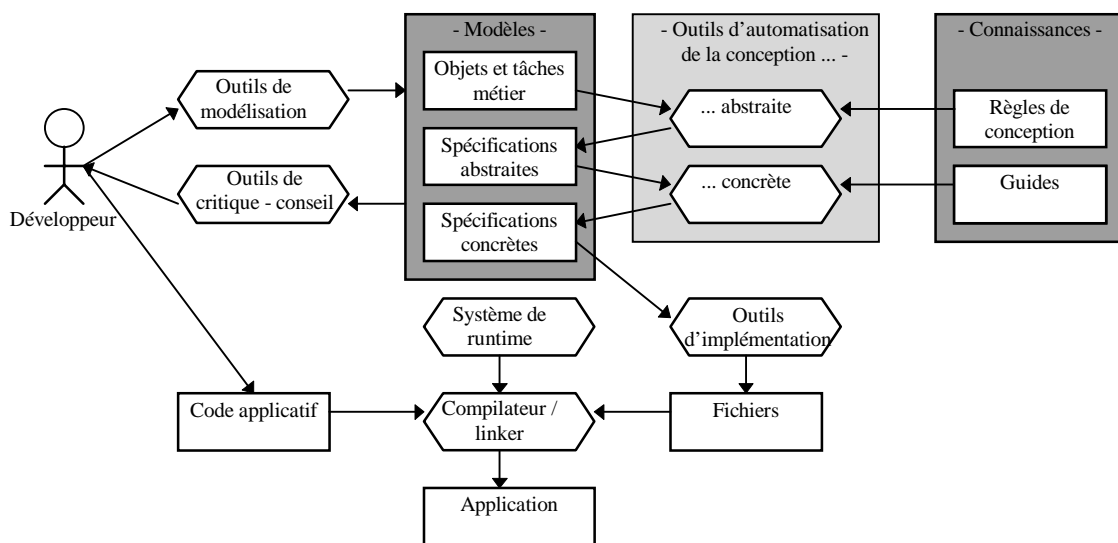 - Modèles -
- Outils d'automatisation
de la conception ... -
- Connaissances -
Objets et tâches
métier
Outils de
modélisation
... abstraite
Règles de
conception
Spécifications
abstraites
Outils de
critique - conseil
... concrète
Guides
Développeur
Spécifications
concrètes
Système de
runtime
Outils
d'implémentation
Code applicatif
Compilateur /
linker
Fichiers
Application